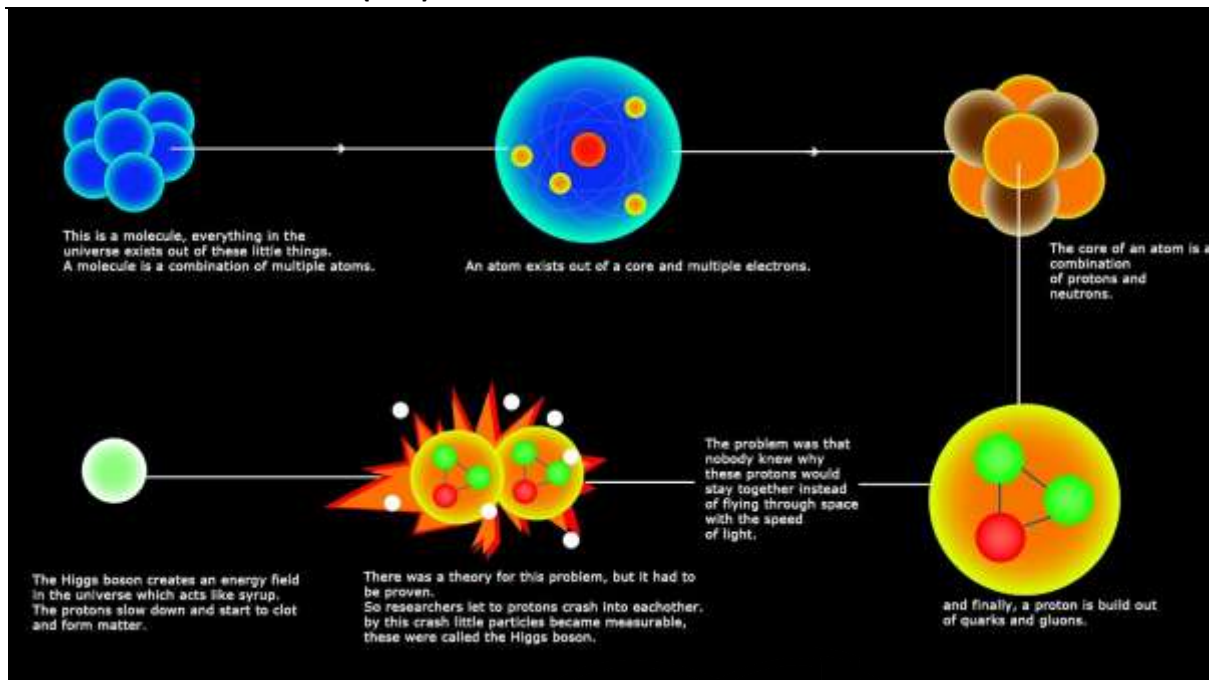 This is a molecule, everything in the
universe exists out of these little things.
A molecule is a combination of multiple atoms.
An atom exists out of a core and multiple electrons.
The core of an atom is a
combination
of protons and
neutrons.
and finally, a proton is build out
of quarks and gluons.
The problem was that
nobody knew why
these protons would
stay together instead
of flying through space
with the speed
of light.
There was a theory for this problem, but it had to
be proven.
So researchers let to protons crash into eachother.
by this crash little particles became measurable,
these were called the Higgs boson.
The Higgs boson creates an energy field
in the universe which acts like syrup.
The protons slow down and start to clot
and form matter.